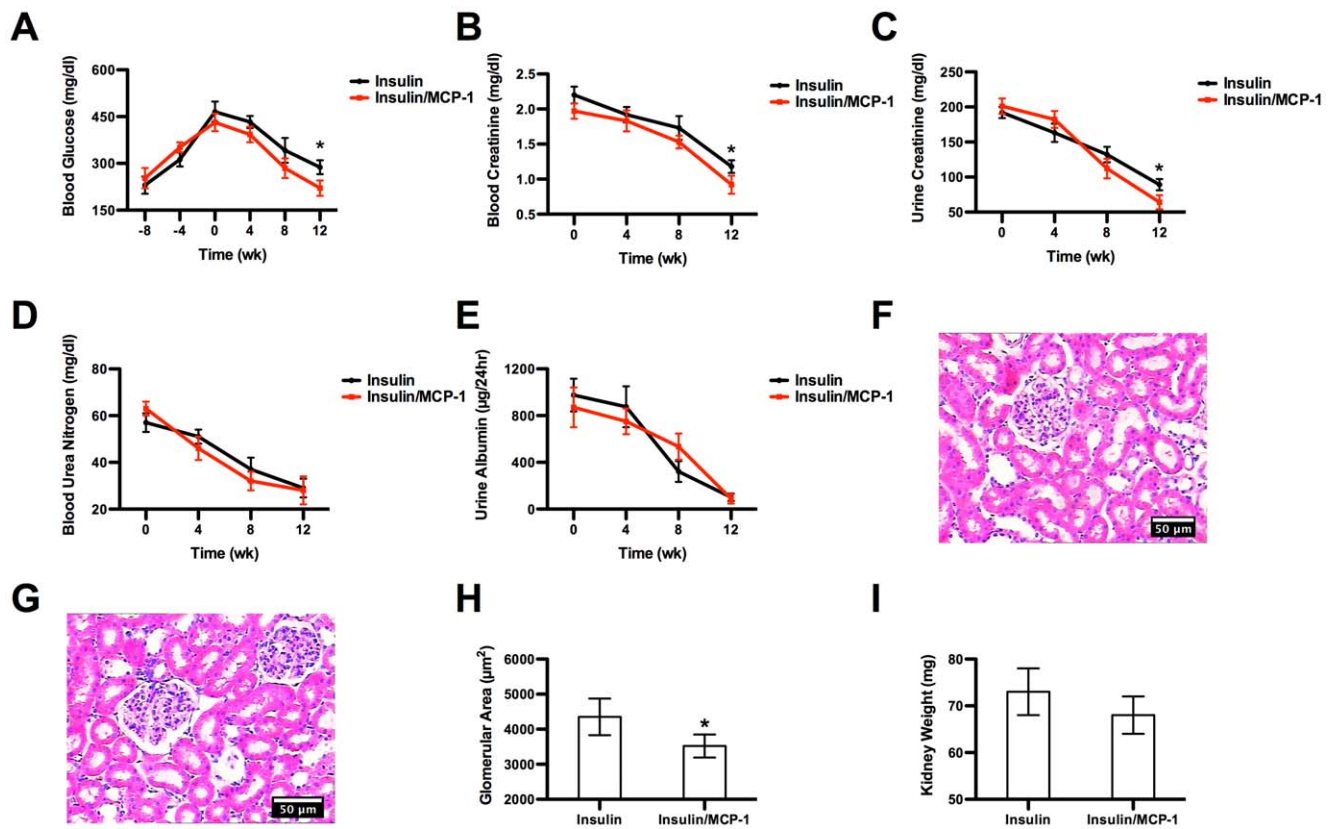 A
Blood Glucose (mg/dl)
600
450
300
150
-8 -4 0 4 8 12
Time (wk)
Insulin
Insulin/MCP-1
*
B
Blood Creatinine (mg/dl)
2.5
2.0
1.5
1.0
0.5
0 4 8 12
Time (wk)
Insulin
Insulin/MCP-1
*
C
Urine Creatinine (mg/dl)
250
200
150
100
50
0 4 8 12
Time (wk)
Insulin
Insulin/MCP-1
*
D
Blood Urea Nitrogen (mg/dl)
80
60
40
20
0 4 8 12
Time (wk)
Insulin
Insulin/MCP-1
E
Urine Albumin (µg/24hr)
1200
800
400
0
0 4 8 12
Time (wk)
Insulin
Insulin/MCP-1
F
50 µm
G
50 µm
H
Glomerular Area (µm²)
6000
5000
4000
3000
2000
*
Insulin Insulin/MCP-1
I
Kidney Weight (mg)
80
70
60
50
Insulin Insulin/MCP-1